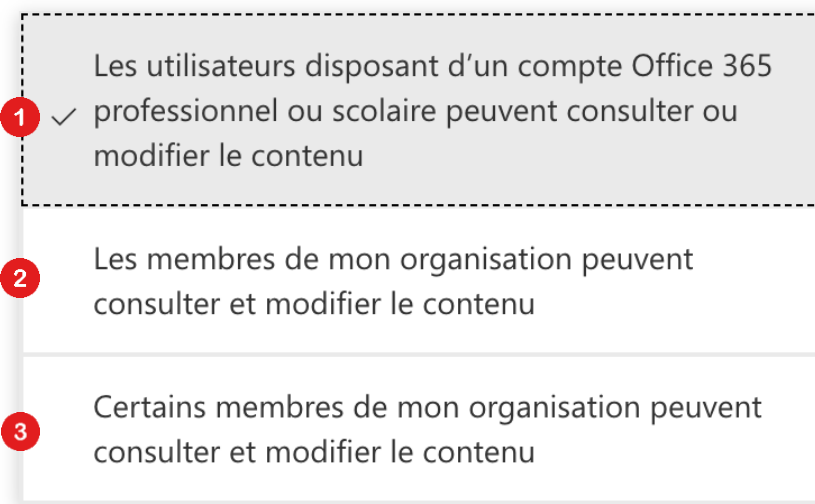 Les utilisateurs disposant d’un compte Office 365
1 professionnel ou scolaire peuvent consulter ou
modifier le contenu
Les membres de mon organisation peuvent
2
consulter et modifier le contenu
Certains membres de mon organisation peuvent
3
consulter et modifier le contenu